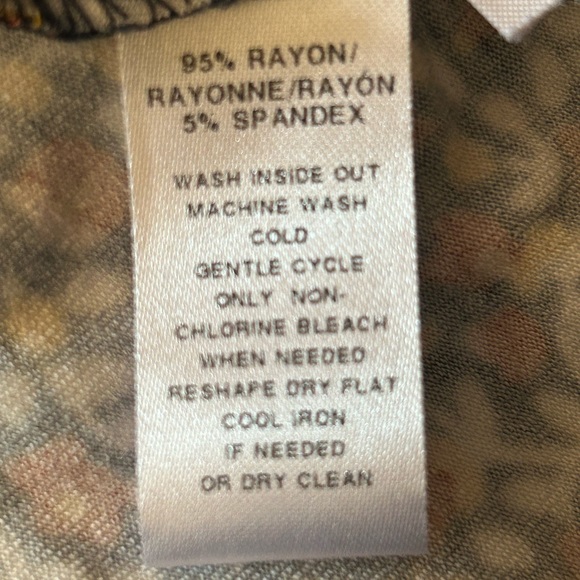 95% RAYON/
RAYONNE/RAYÓN
5% SPANDEX
WASH INSIDE OUT
MACHINE WASH
COLD
GENTLE CYCLE
ONLY NON-
CHLORINE BLEACH
WHEN NEEDED
RESHAPE DRY FLAT
COOL IRON
IF NEEDED
OR DRY CLEAN